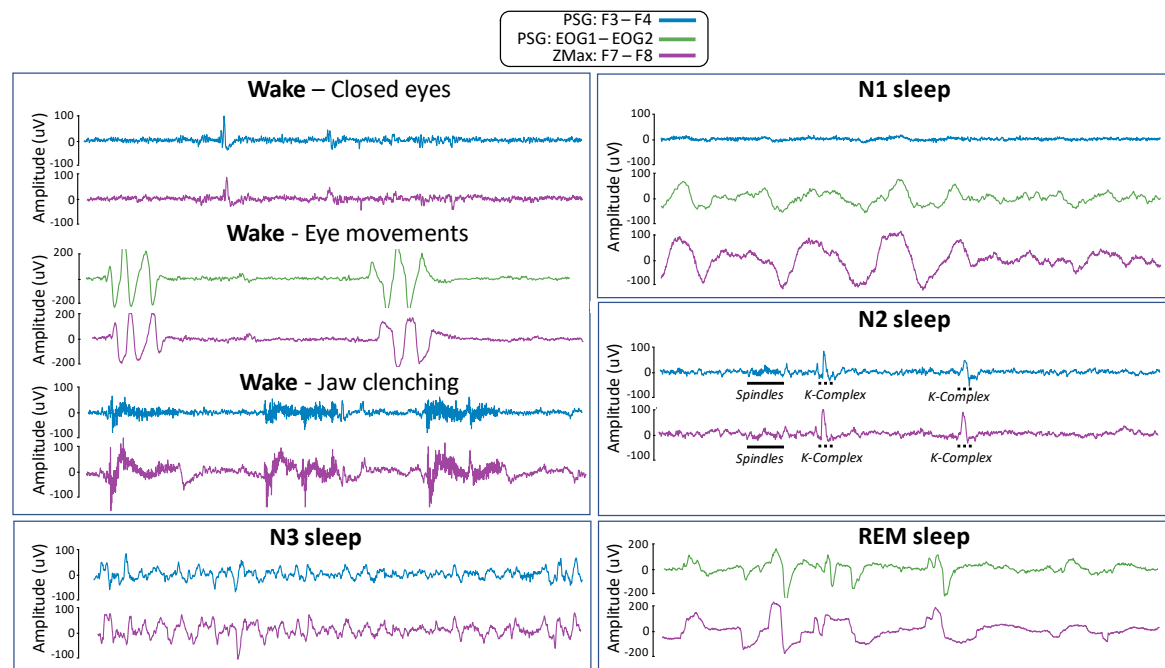 PSG: F3 – F4
PSG: EOG1 – EOG2
ZMax: F7 – F8
Wake – Closed eyes
Amplitude (uV)
100
0
-100
100
0
-100
Wake - Eye movements
Amplitude (uV)
200
0
-200
200
0
-200
Wake - Jaw clenching
Amplitude (uV)
100
0
-100
100
0
-100
N1 sleep
Amplitude (uV)
100
0
-100
100
0
-100
100
0
-100
N2 sleep
Amplitude (uV)
100
0
-100
Spindles K-Complex K-Complex
100
0
-100
Spindles K-Complex K-Complex
N3 sleep
Amplitude (uV)
100
0
-100
100
0
-100
REM sleep
Amplitude (uV)
200
0
-200
200
0
-200